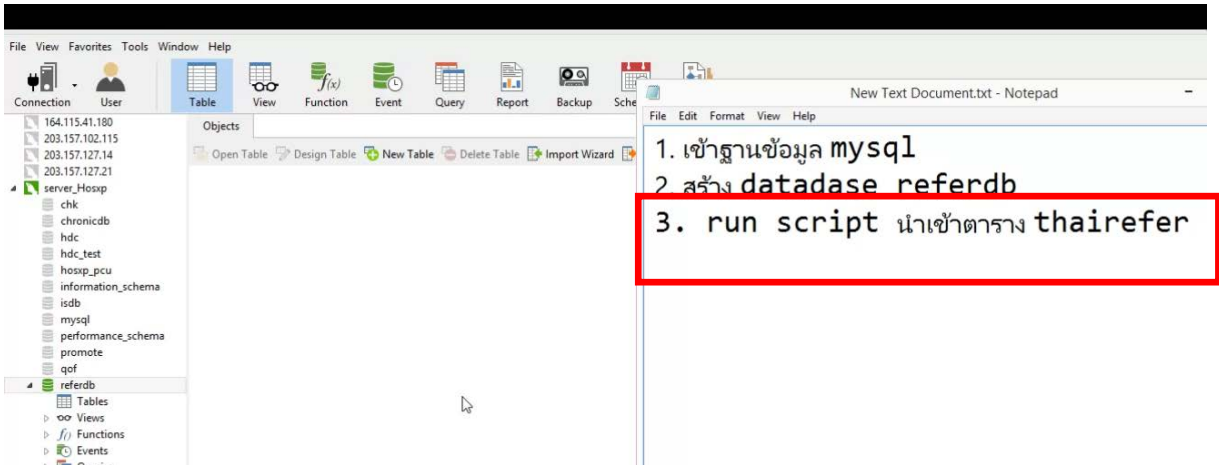 File View Favorites Tools Window Help
Connection User Table View Function Event Query Report Backup
164.115.41.180
203.157.102.115
203.157.127.14
203.157.127.21
server_Hosxp
chk
chronicdb
hdc
hdc_test
hosxp_pcu
information_schema
isdb
mysql
performance_schema
promote
qof
referdb
Tables
Views
Functions
Events
Objects
Open Table Design Table New Table Delete Table Import Wizard
New Text Document.txt - Notepad
File Edit Format View Help
1. เข้าฐานข้อมูล mysql
2. สร้าง datadase referdb
3. run script นำเข้าตาราง thairefer